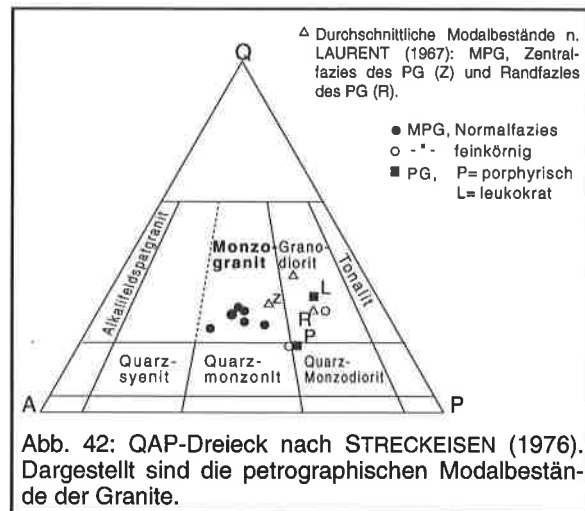 △ Durchschnittliche Modalbestände n.
LAURENT (1967): MPG, Zentral-
fazies des PG (Z) und Randfazies
des PG (R).
Q
● MPG, Normalfazies
○ -"- feinkörnig
■ PG, P= porphyrisch
L= leukokrat
Alkalifeldspatgranit
Monzo-
granit
Grano-
diorit
Tonalit
Z
L
R
P
Quarz-
syenit
Quarz-
monzonit
Quarz-
Monzodiorit
A
P
Abb. 42: QAP-Dreieck nach STRECKEISEN (1976).
Dargestellt sind die petrographischen Modalbestän-
de der Granite.